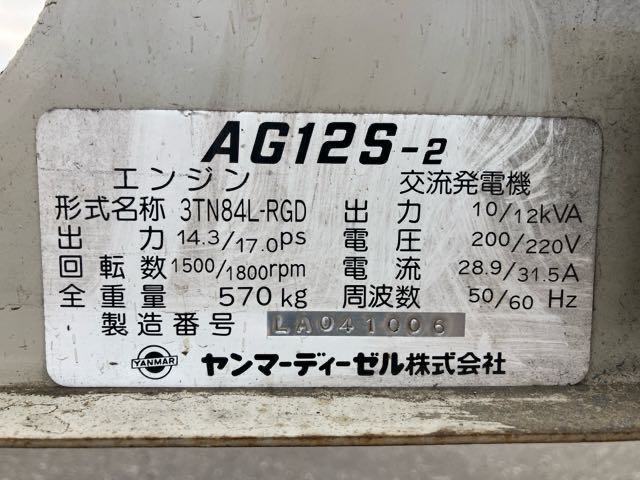 AG12S-2
エンジン 交流発電機
形式名称 3TN84L-RGD 出力 10/12kVA
出力 14.3/17.0ps 電圧 200/220V
回転数 1500/1800rpm 電流 28.9/31.5A
全重量 570kg 周波数 50/60 Hz
製造番号 LA041006
YANMAR ヤンマーディーゼル株式会社